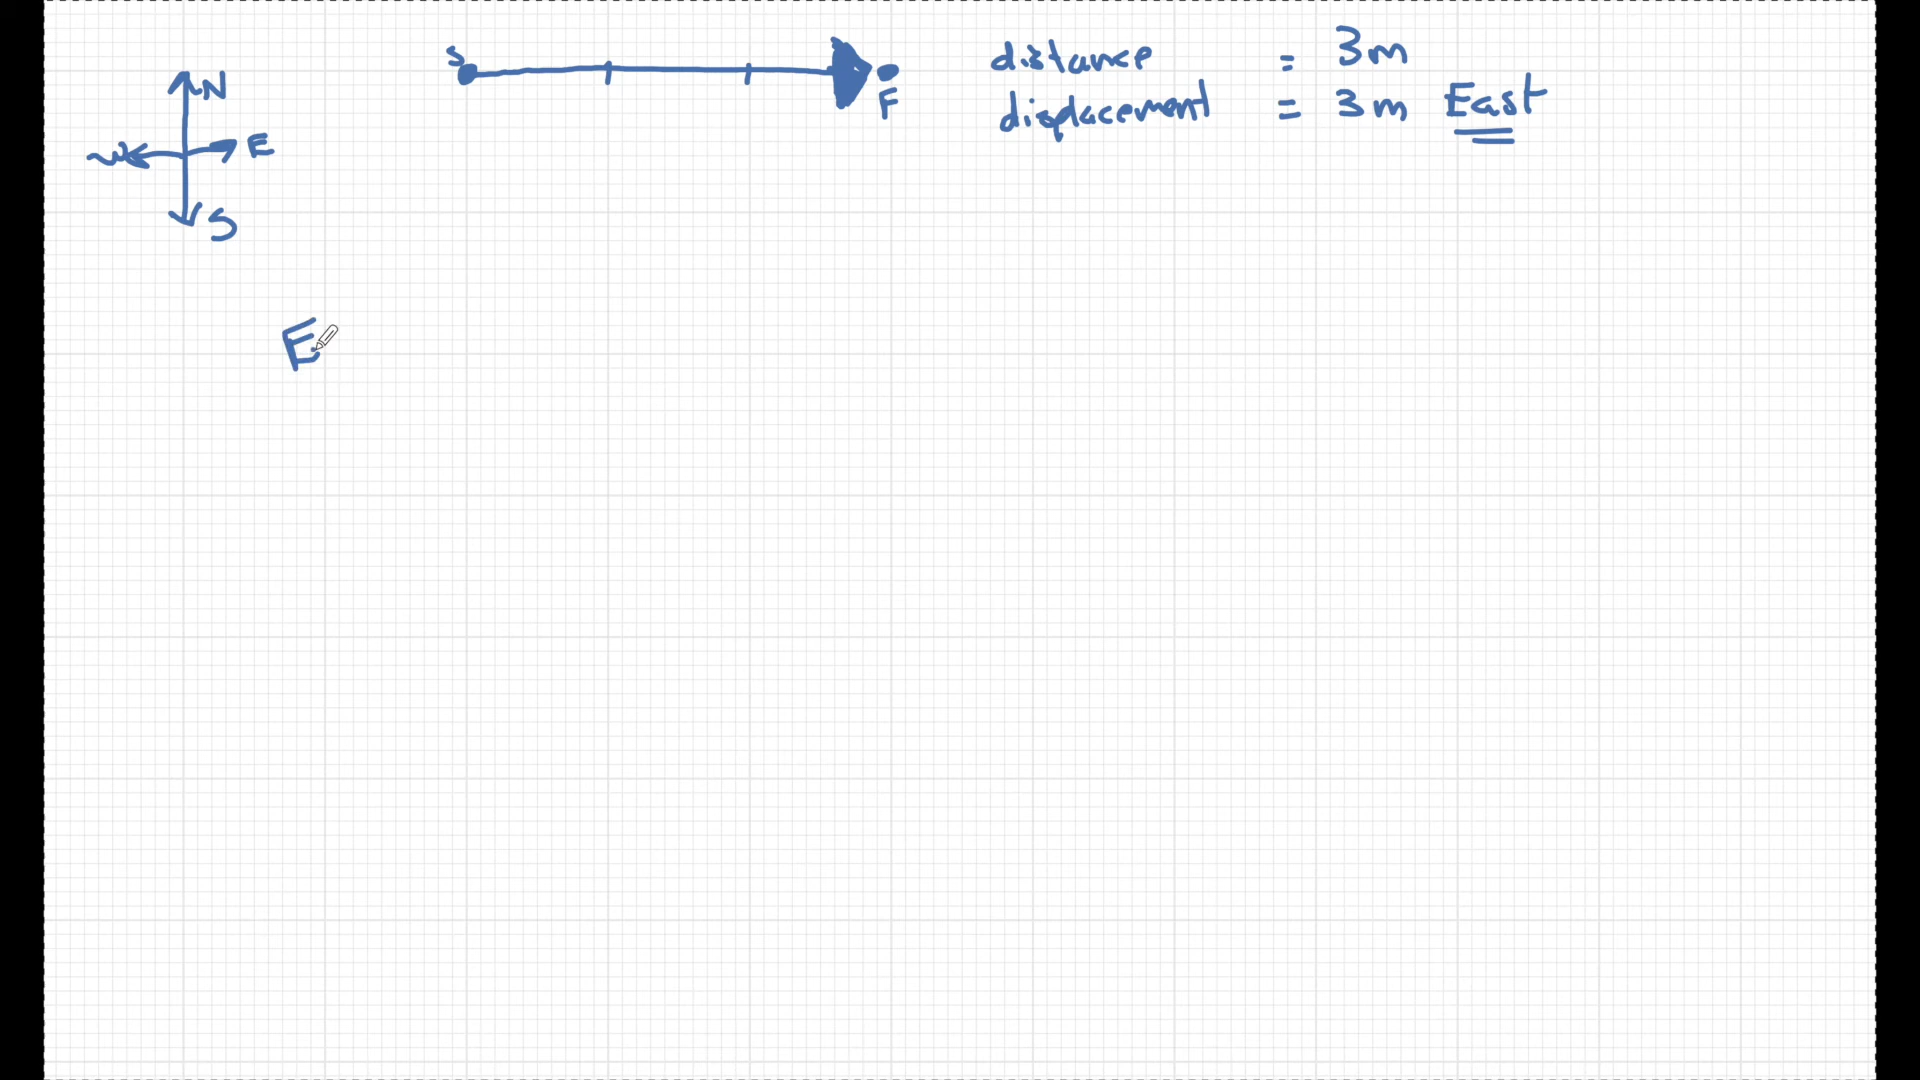 S
F
distance = 3m
displacement = 3m East
N
W
E
S
E